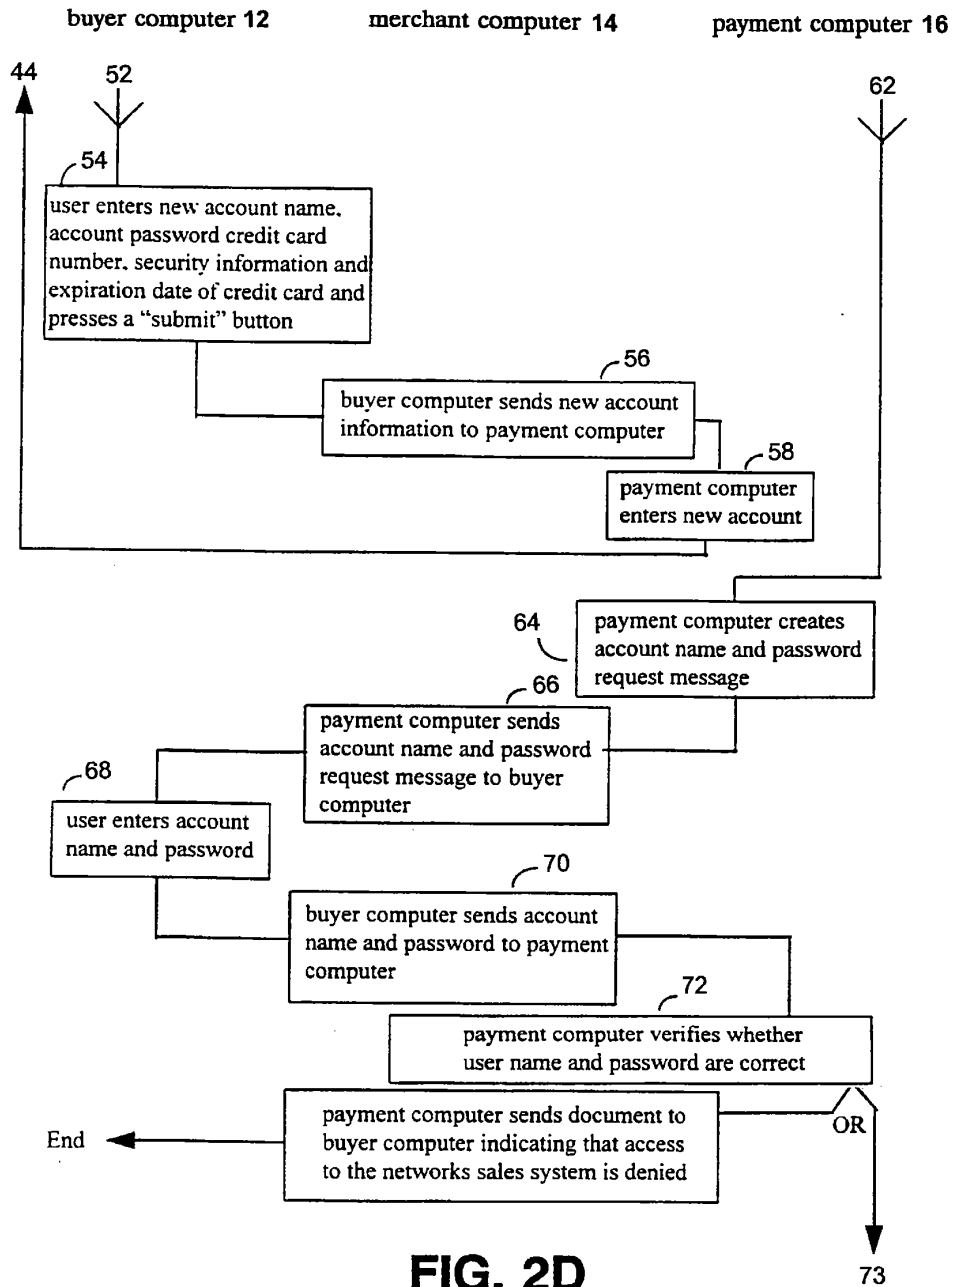 buyer computer 12 merchant computer 14 payment computer 16
44 52 62
54
user enters new account name.
account password credit card
number. security information and
expiration date of credit card and
presses a “submit” button
56
buyer computer sends new account
information to payment computer
58
payment computer
enters new account
64
payment computer creates
account name and password
request message
66
payment computer sends
account name and password
request message to buyer
computer
68
user enters account
name and password
70
buyer computer sends account
name and password to payment
computer
72
payment computer verifies whether
user name and password are correct
OR
payment computer sends document to
buyer computer indicating that access
to the networks sales system is denied
End
73
FIG. 2D